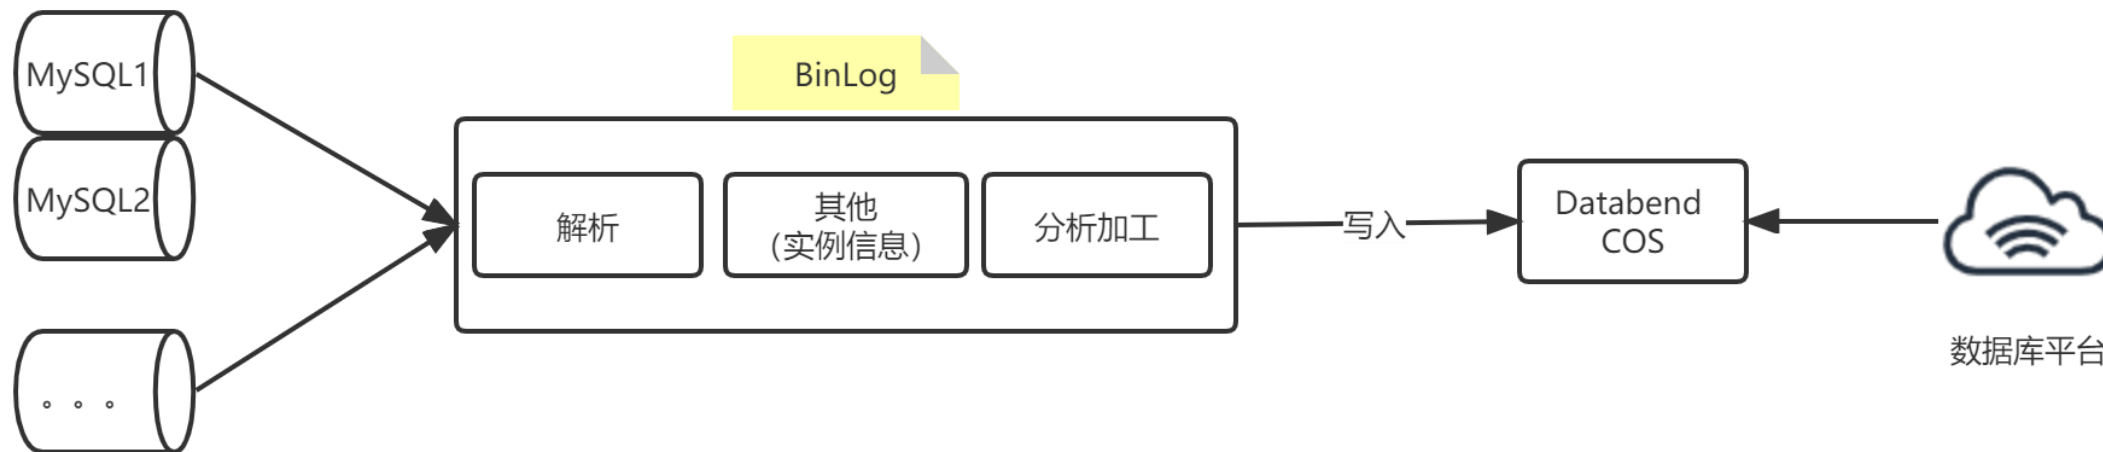 MySQL1
MySQL2
。。。
BinLog
解析
其他
（实例信息）
分析加工
写入
Databend
COS
数据库平台